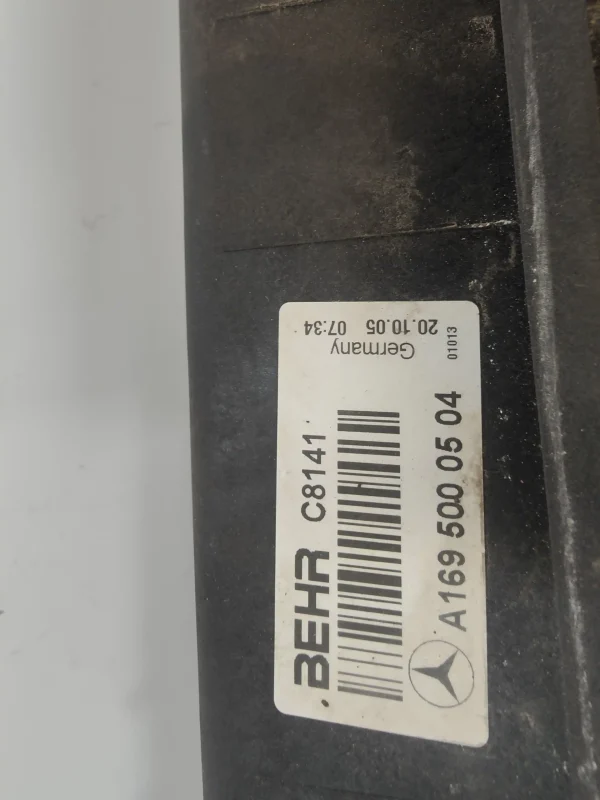 BEHR C8141
A 169 500 05 04
Germany
20.10.05 07:34
01013